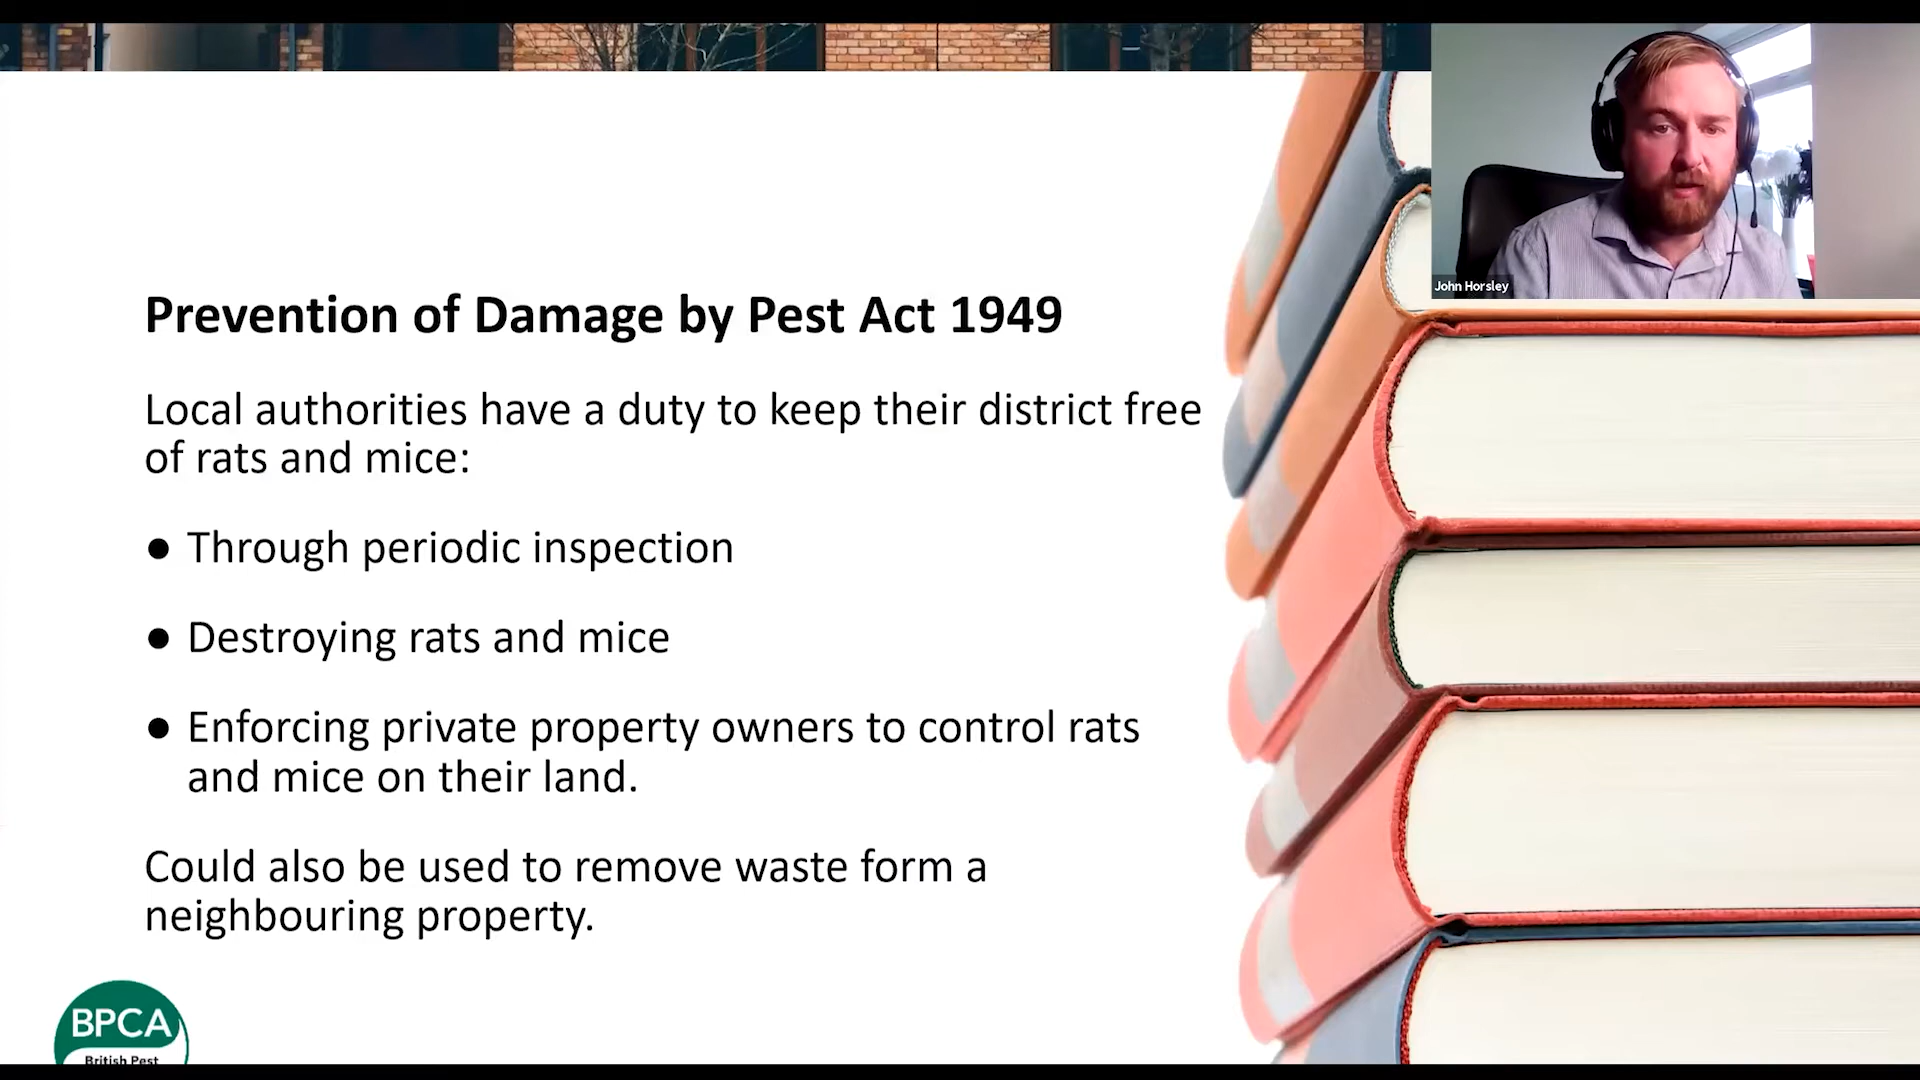 John Horsley
Prevention of Damage by Pest Act 1949
Local authorities have a duty to keep their district free
of rats and mice:
● Through periodic inspection
● Destroying rats and mice
● Enforcing private property owners to control rats
and mice on their land.
Could also be used to remove waste form a
neighbouring property.
BPCA
British Pest